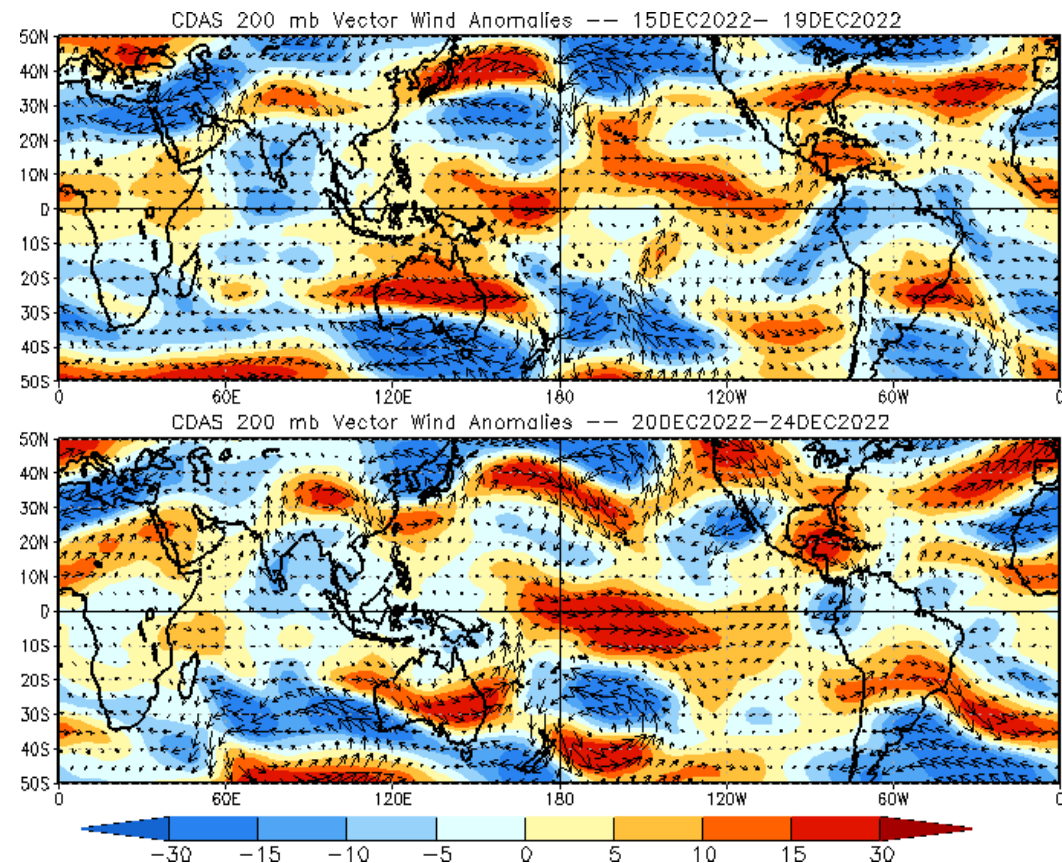 CDAS 200 mb Vector Wind Anomalies -- 15DEC2022- 19DEC2022
50N
40N
30N
20N
10N
0
10S
20S
30S
40S
50S
0 60E 120E 180 120W 60W 0
CDAS 200 mb Vector Wind Anomalies -- 20DEC2022-24DEC2022
50N
40N
30N
20N
10N
0
10S
20S
30S
40S
50S
0 60E 120E 180 120W 60W 0
-30 -15 -10 -5 0 5 10 15 30